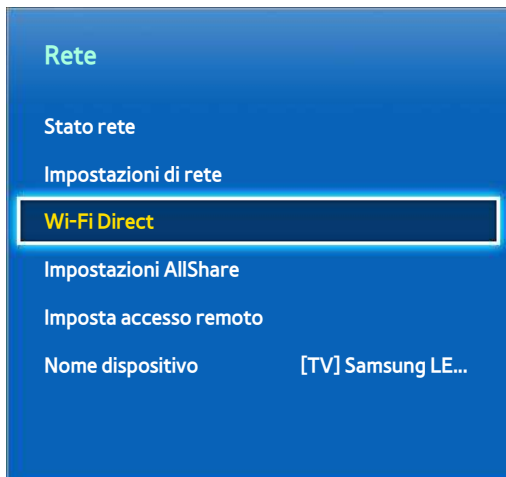 Rete
Stato rete
Impostazioni di rete
Wi-Fi Direct
Impostazioni AllShare
Imposta accesso remoto
Nome dispositivo [TV] Samsung LE...